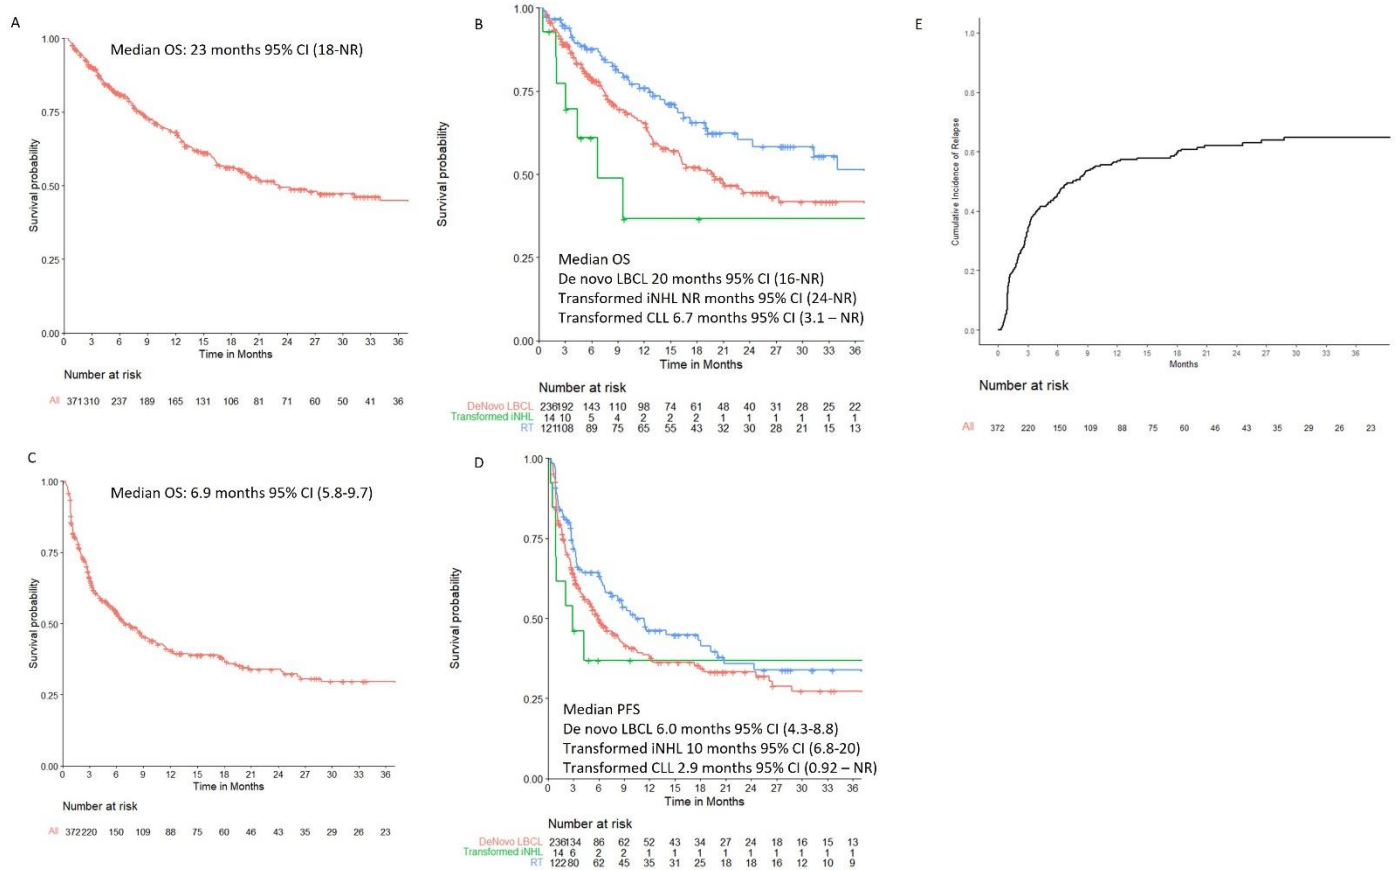 A
Median OS: 23 months 95% CI (18-NR)
Survival probability
1.00
0.75
0.50
0.25
0.00
0 3 6 9 12 15 18 21 24 27 30 33 36
Time in Months
Number at risk
All 371 310 237 189 165 131 106 81 71 60 50 41 36
B
Survival probability
1.00
0.75
0.50
0.25
0.00
Median OS
De novo LBCL 20 months 95% CI (16-NR)
Transformed iNHL NR months 95% CI (24-NR)
Transformed CLL 6.7 months 95% CI (3.1 – NR)
0 3 6 9 12 15 18 21 24 27 30 33 36
Time in Months
Number at risk
DeNovo LBCL 236 192 143 110 98 74 61 48 40 31 28 25 22
Transformed iNHL 14 10 5 4 2 2 2 1 1 1 1 1 1
RT 121 108 89 75 65 55 43 32 30 28 21 15 13
E
Cumulative Incidence of Relapse
1.0
0.8
0.6
0.4
0.2
0.0
0 3 6 9 12 15 18 21 24 27 30 33 36
Months
Number at risk
All 372 220 150 109 88 75 60 46 43 35 29 26 23
C
Median OS: 6.9 months 95% CI (5.8-9.7)
Survival probability
1.00
0.75
0.50
0.25
0.00
0 3 6 9 12 15 18 21 24 27 30 33 36
Time in Months
Number at risk
All 372 220 150 109 88 75 60 46 43 35 29 26 23
D
Survival probability
1.00
0.75
0.50
0.25
0.00
Median PFS
De novo LBCL 6.0 months 95% CI (4.3-8.8)
Transformed iNHL 10 months 95% CI (6.8-20)
Transformed CLL 2.9 months 95% CI (0.92 – NR)
0 3 6 9 12 15 18 21 24 27 30 33 36
Time in Months
Number at risk
DeNovo LBCL 236 134 86 62 52 43 34 27 24 18 16 15 13
Transformed iNHL 14 6 2 2 1 1 1 1 1 1 1 1 1
RT 122 80 62 45 35 31 25 18 18 16 12 10 9